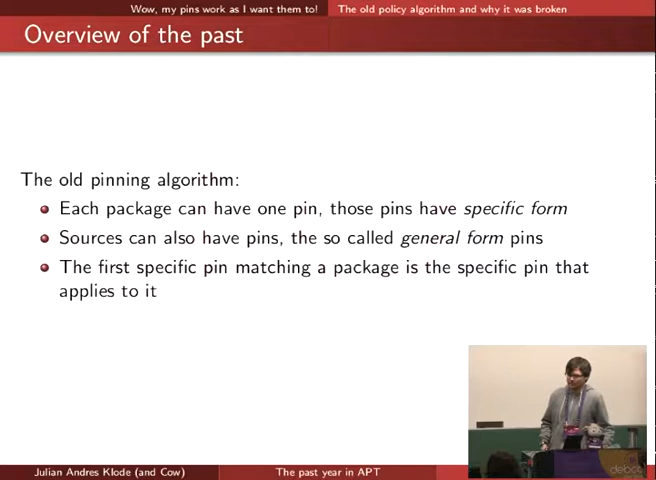 Wow, my pins work as I want them to! The old policy algorithm and why it was broken
Overview of the past
The old pinning algorithm:
Each package can have one pin, those pins have specific form
Sources can also have pins, the so called general form pins
The first specific pin matching a package is the specific pin that
applies to it
Julian Andres Klode (and Cow) The past year in APT